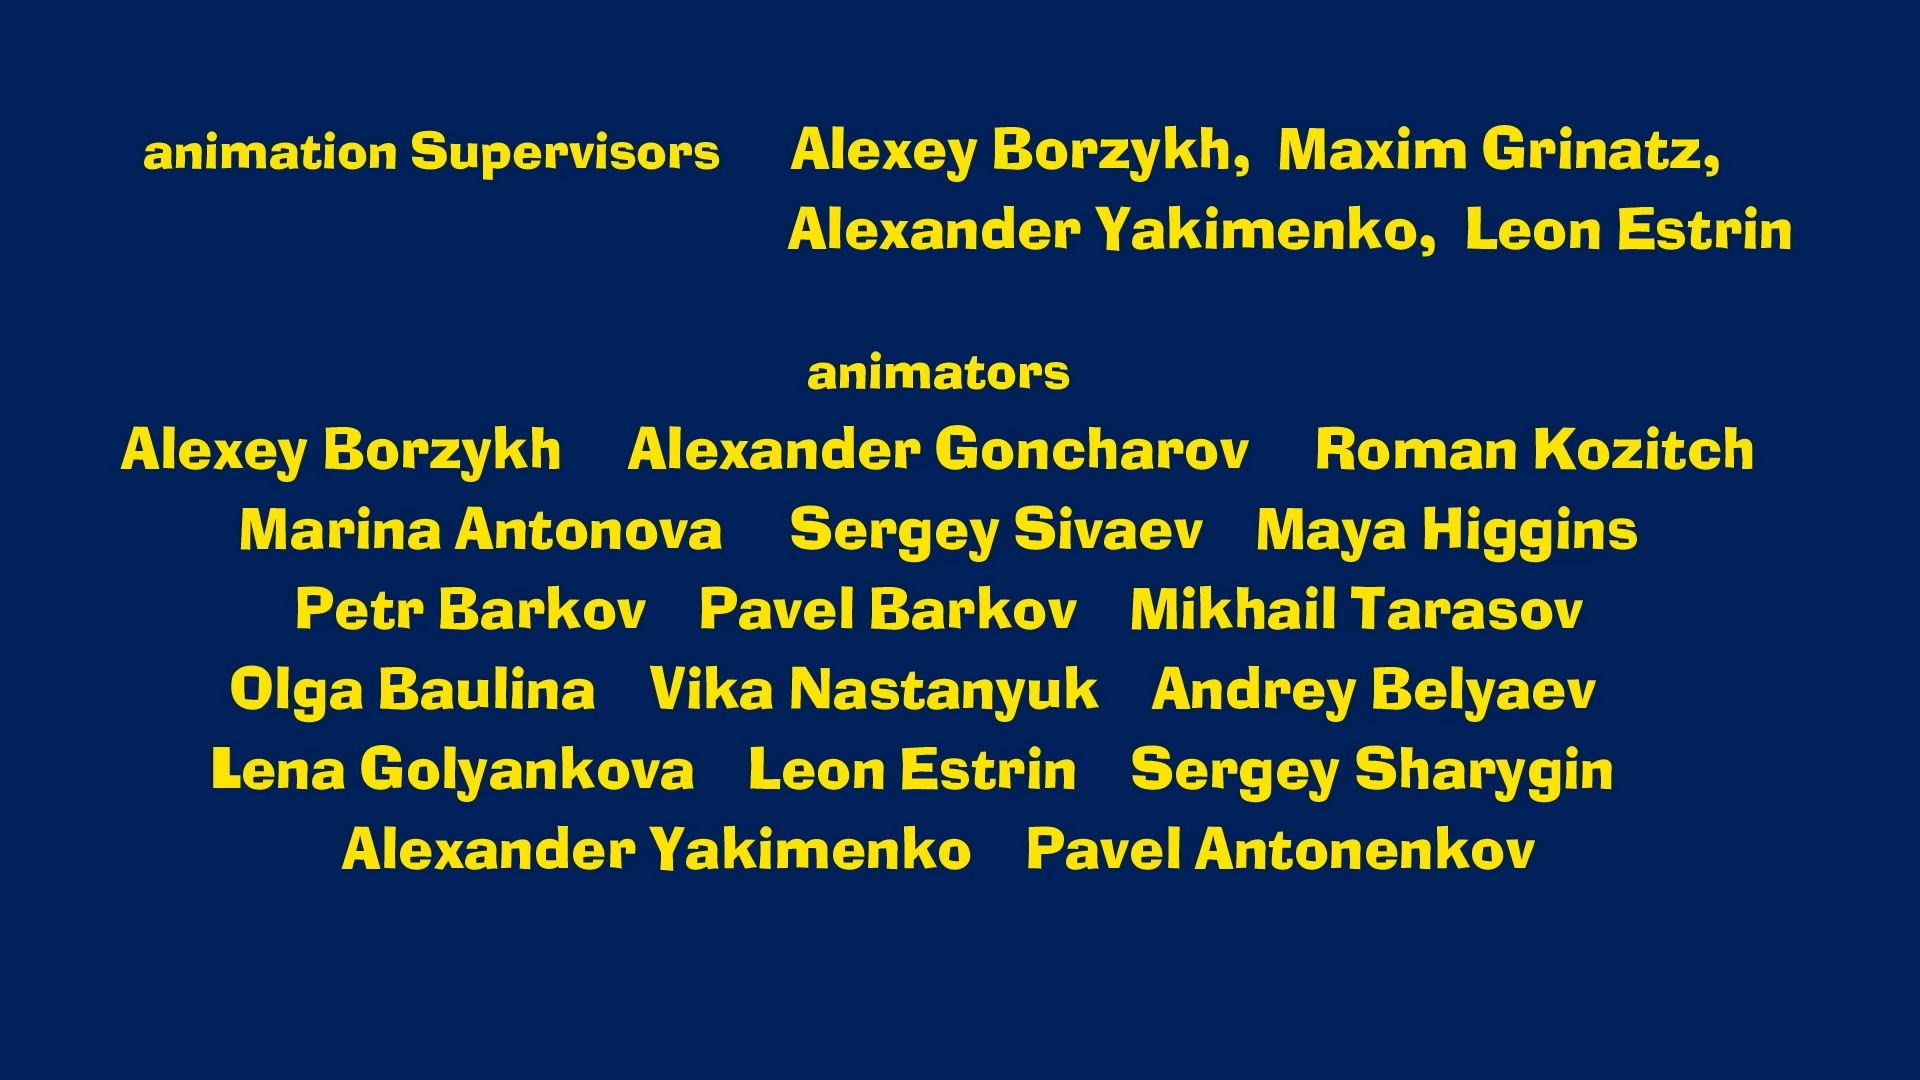 animation Supervisors Alexey Borzykh, Maxim Grinatz,
Alexander Yakimenko, Leon Estrin
animators
Alexey Borzykh Alexander Goncharov Roman Kozitch
Marina Antonova Sergey Sivaev Maya Higgins
Petr Barkov Pavel Barkov Mikhail Tarasov
Olga Baulina Vika Nastanyuk Andrey Belyaev
Lena Golyankova Leon Estrin Sergey Sharygin
Alexander Yakimenko Pavel Antonenkov